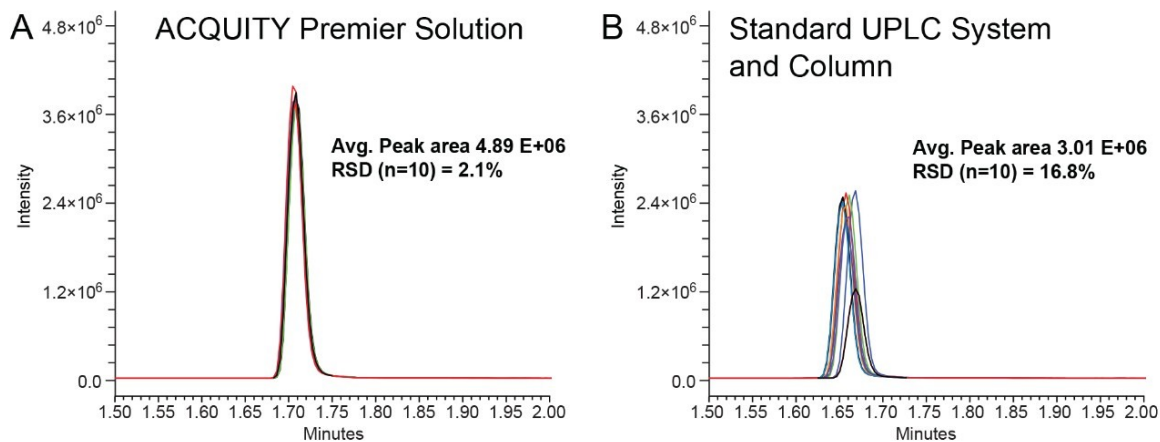 A
ACQUITY Premier Solution
4.8×10⁶
3.6×10⁶
2.4×10⁶
1.2×10⁶
0.0
Intensity
Avg. Peak area 4.89 E+06
RSD (n=10) = 2.1%
1.50 1.55 1.60 1.65 1.70 1.75 1.80 1.85 1.90 1.95 2.00
Minutes
B
Standard UPLC System
and Column
4.8×10⁶
3.6×10⁶
2.4×10⁶
1.2×10⁶
0.0
Intensity
Avg. Peak area 3.01 E+06
RSD (n=10) = 16.8%
1.50 1.55 1.60 1.65 1.70 1.75 1.80 1.85 1.90 1.95 2.00
Minutes